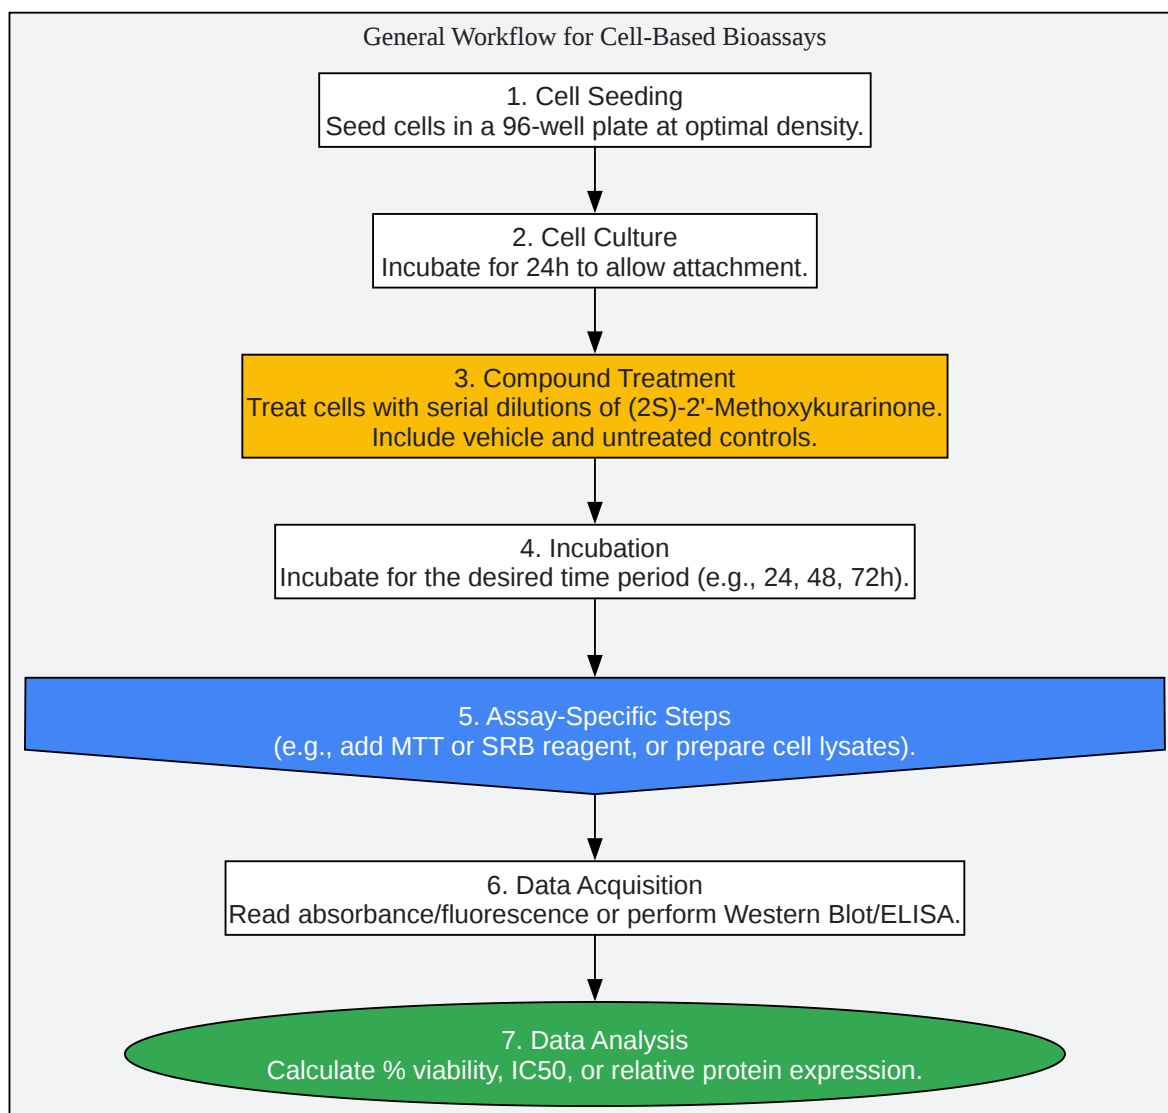 General Workflow for Cell-Based Bioassays
1. Cell Seeding
Seed cells in a 96-well plate at optimal density.
2. Cell Culture
Incubate for 24h to allow attachment.
3. Compound Treatment
Treat cells with serial dilutions of (2S)-2'-Methoxykurarinone.
Include vehicle and untreated controls.
4. Incubation
Incubate for the desired time period (e.g., 24, 48, 72h).
5. Assay-Specific Steps
(e.g., add MTT or SRB reagent, or prepare cell lysates).
6. Data Acquisition
Read absorbance/fluorescence or perform Western Blot/ELISA.
7. Data Analysis
Calculate % viability, IC50, or relative protein expression.